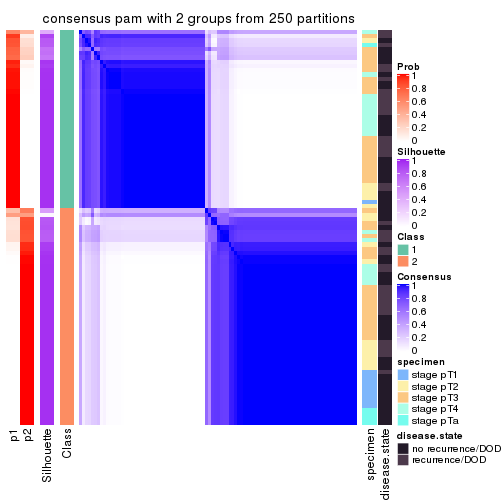 consensus pam with 2 groups from 250 partitions
Prob
1
0.8
0.6
0.4
0.2
0
Silhouette
1
0.8
0.6
0.4
0.2
0
Class
1
2
Consensus
1
0.8
0.6
0.4
0.2
0
specimen
stage pT1
stage pT2
stage pT3
stage pT4
stage pTa
disease.state
no recurrence/DOD
recurrence/DOD
p1
p2
Silhouette
Class
specimen
disease.state